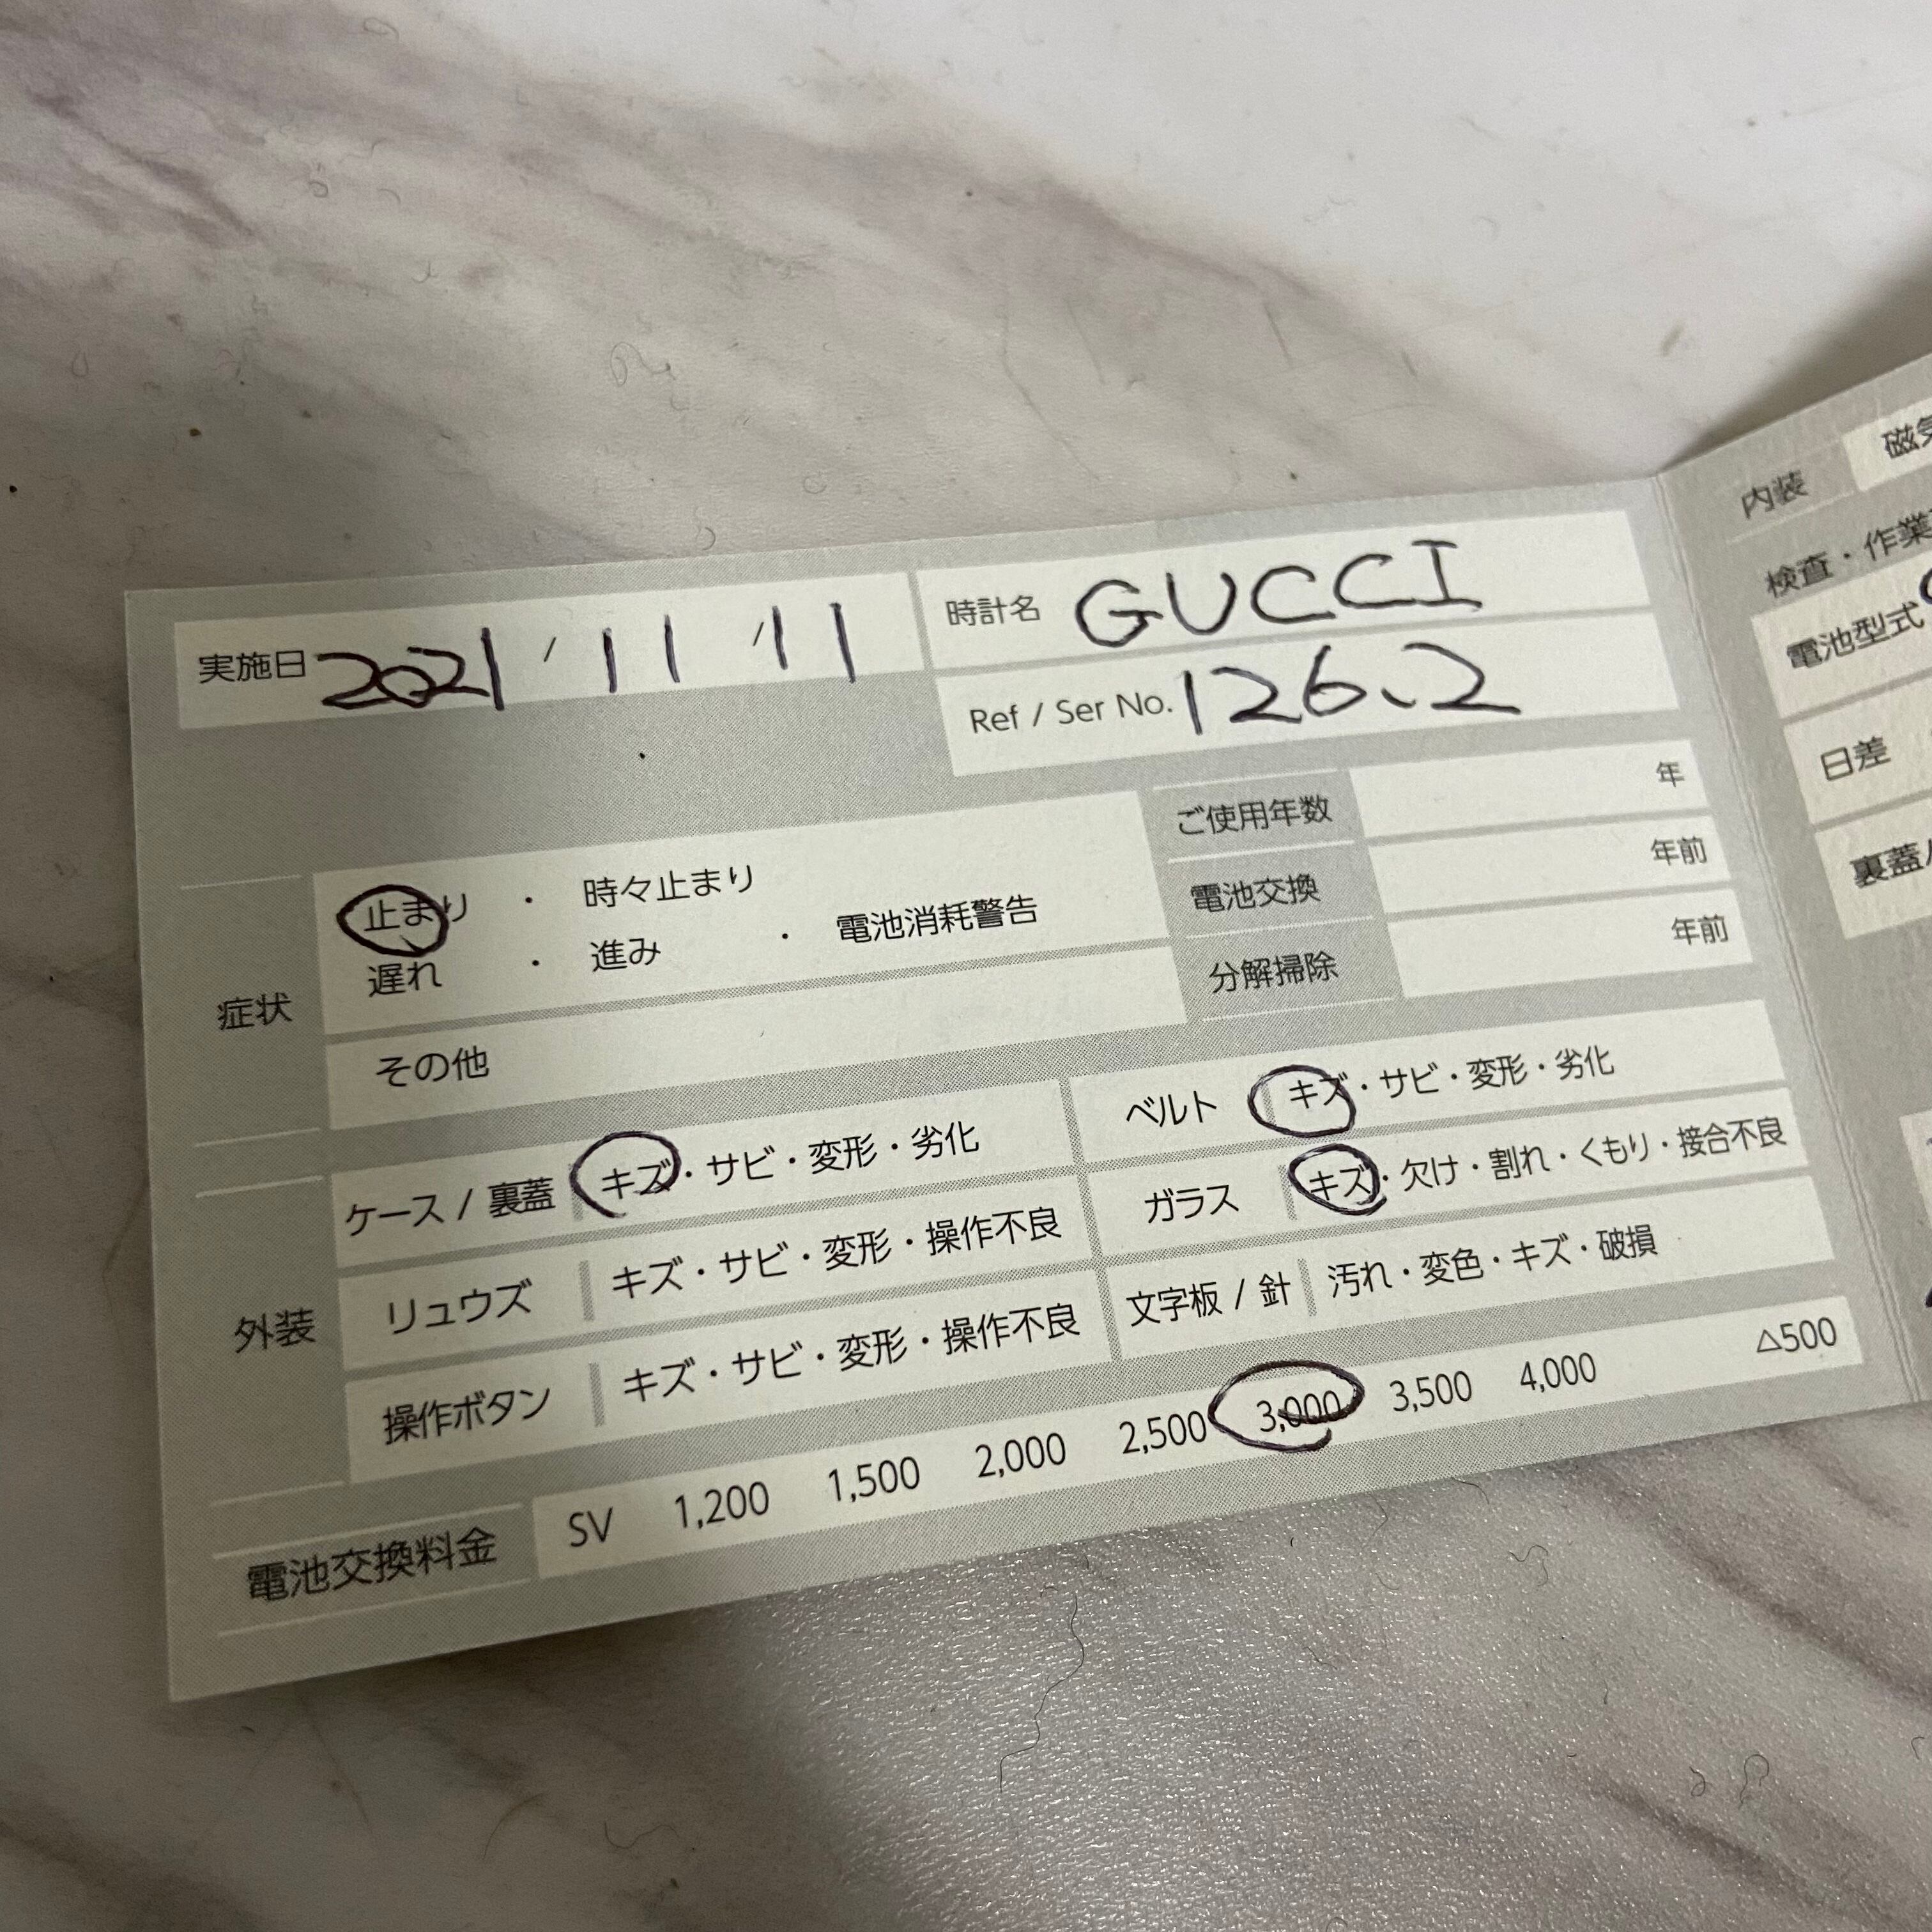 実施日 2021 / 11 / 11
時計名 GUCCI
Ref / Ser No. 126.2
症状
止まり ・ 時々止まり
遅れ ・ 進み ・ 電池消耗警告
その他
ご使用年数 年
電池交換 年前
分解掃除 年前
外装
ケース / 裏蓋 キズ・サビ・変形・劣化
リュウズ キズ・サビ・変形・操作不良
操作ボタン キズ・サビ・変形・操作不良
ベルト キズ・サビ・変形・劣化
ガラス キズ・欠け・割れ・くもり・接合不良
文字板 / 針 汚れ・変色・キズ・破損
電池交換料金 SV 1,200 1,500 2,000 2,500 3,000 3,500 4,000 △500
内装
検査・作業
電池型式
日差
裏蓋